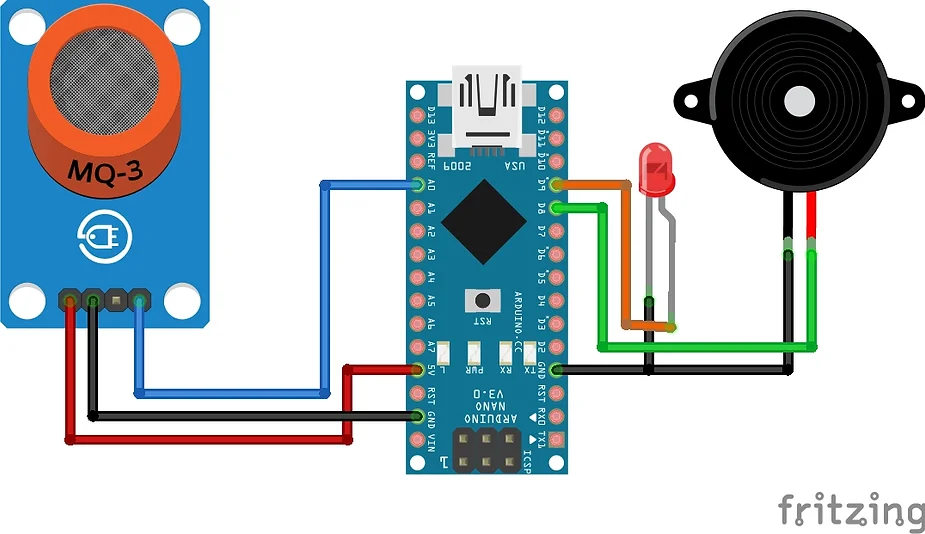 MQ-3
D13
3V3
REF
A0
A1
A2
A3
A4
A5
A6
A7
5V
RST
GND
VIN
D12
D11
D10
D9
D8
D7
D6
D5
D4
D3
D2
GND
RST
RX0
TX1
2009
USA
RST
ARDUINO.CC
L
PWR
RX
TX
ARDUINO
NANO
V3.0
ICSP
1
fritzing